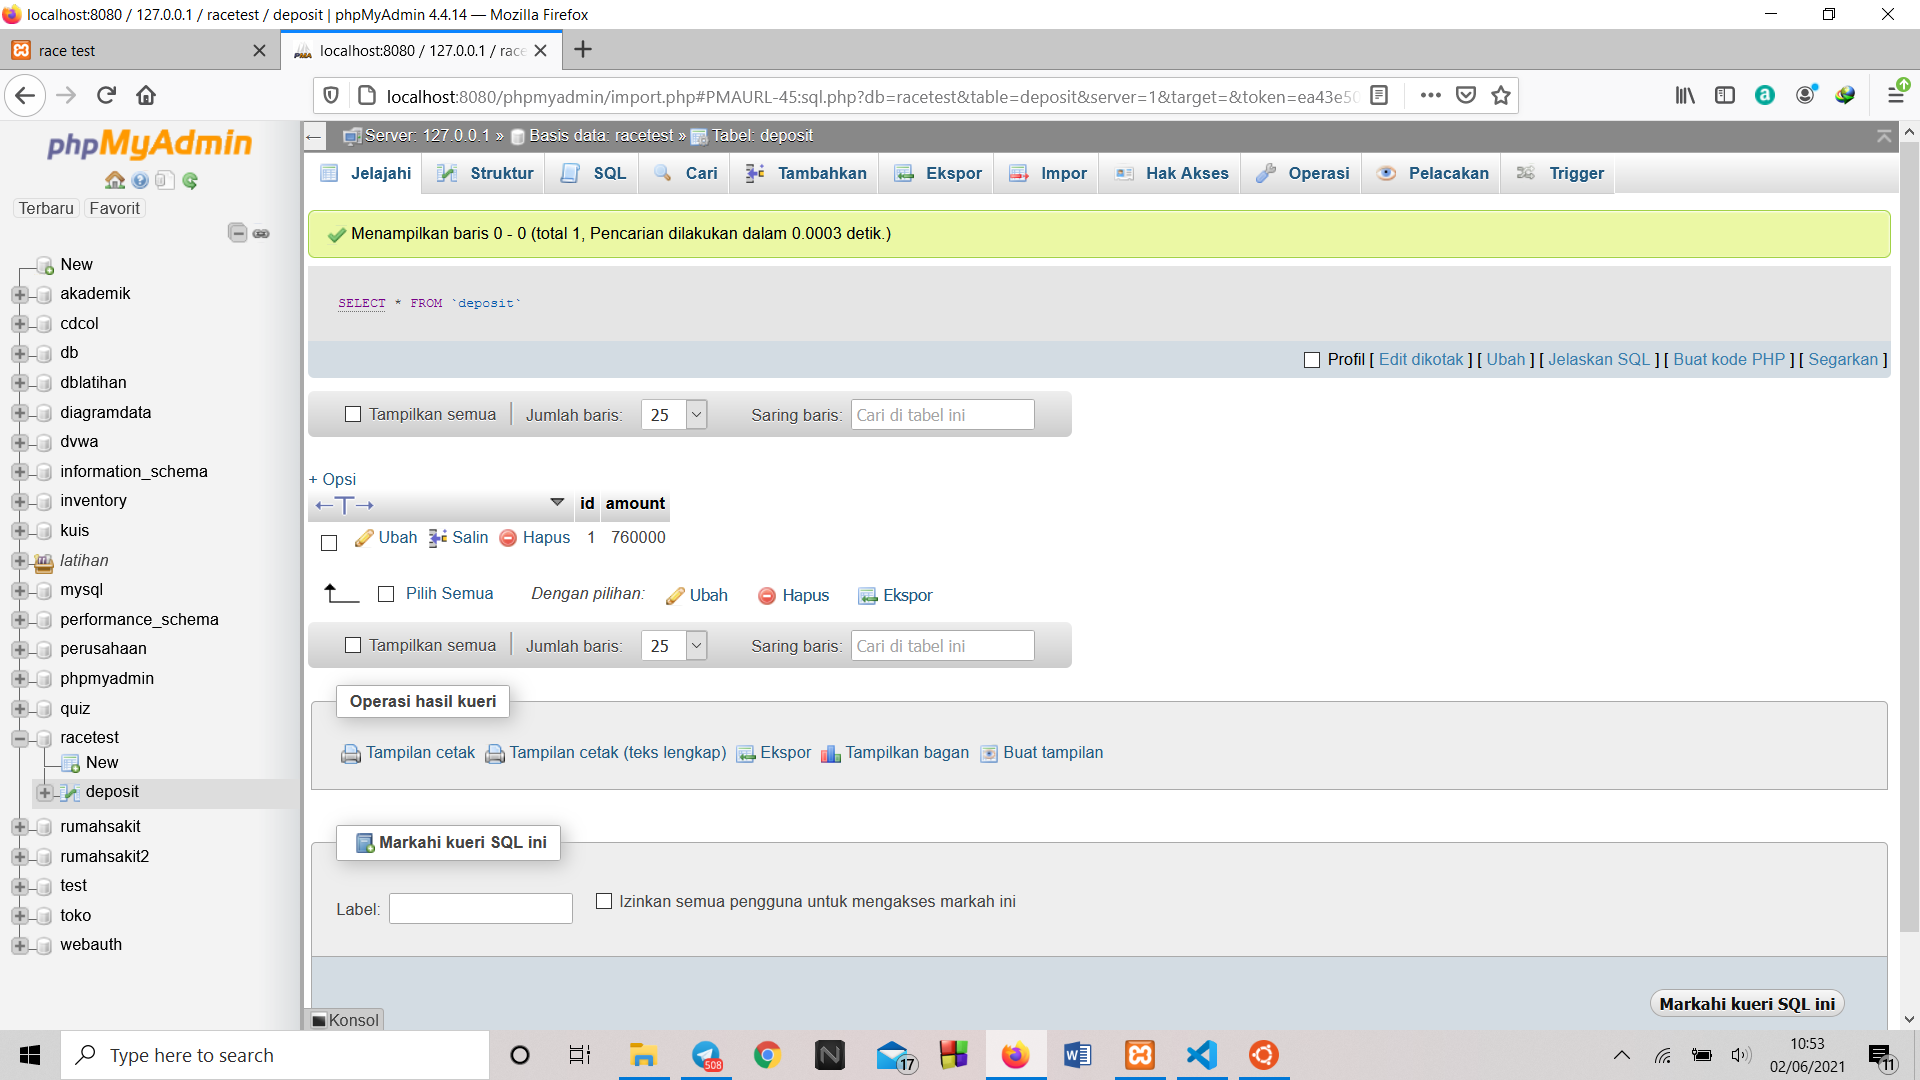 localhost:8080 / 127.0.0.1 / racetest / deposit | phpMyAdmin 4.4.14 — Mozilla Firefox
race test
localhost:8080 / 127.0.0.1 / race
localhost:8080/phpmyadmin/import.php#PMAURL-45:sql.php?db=racetest&table=deposit&server=1&target=&token=ea43e50
phpMyAdmin
Terbaru Favorit
New
akademik
cdcol
db
dblatihan
diagramdata
dvwa
information_schema
inventory
kuis
latihan
mysql
performance_schema
perusahaan
phpmyadmin
quiz
racetest
New
deposit
rumahsakit
rumahsakit2
test
toko
webauth
Server: 127.0.0.1 » Basis data: racetest » Tabel: deposit
Jelajahi Struktur SQL Cari Tambahkan Ekspor Impor Hak Akses Operasi Pelacakan Trigger
Menampilkan baris 0 - 0 (total 1, Pencarian dilakukan dalam 0.0003 detik.)
SELECT * FROM `deposit`
Profil [ Edit dikotak ] [ Ubah ] [ Jelaskan SQL ] [ Buat kode PHP ] [ Segarkan ]
Tampilkan semua | Jumlah baris: 25 Saring baris: Cari di tabel ini
+ Opsi
←T→ id amount
Ubah Salin Hapus 1 760000
Pilih Semua Dengan pilihan: Ubah Hapus Ekspor
Tampilkan semua | Jumlah baris: 25 Saring baris: Cari di tabel ini
Operasi hasil kueri
Tampilan cetak Tampilan cetak (teks lengkap) Ekspor Tampilkan bagan Buat tampilan
Markahi kueri SQL ini
Label: Izinkan semua pengguna untuk mengakses markah ini
Markahi kueri SQL ini
Konsol
Type here to search
508
17
10:53
02/06/2021
11